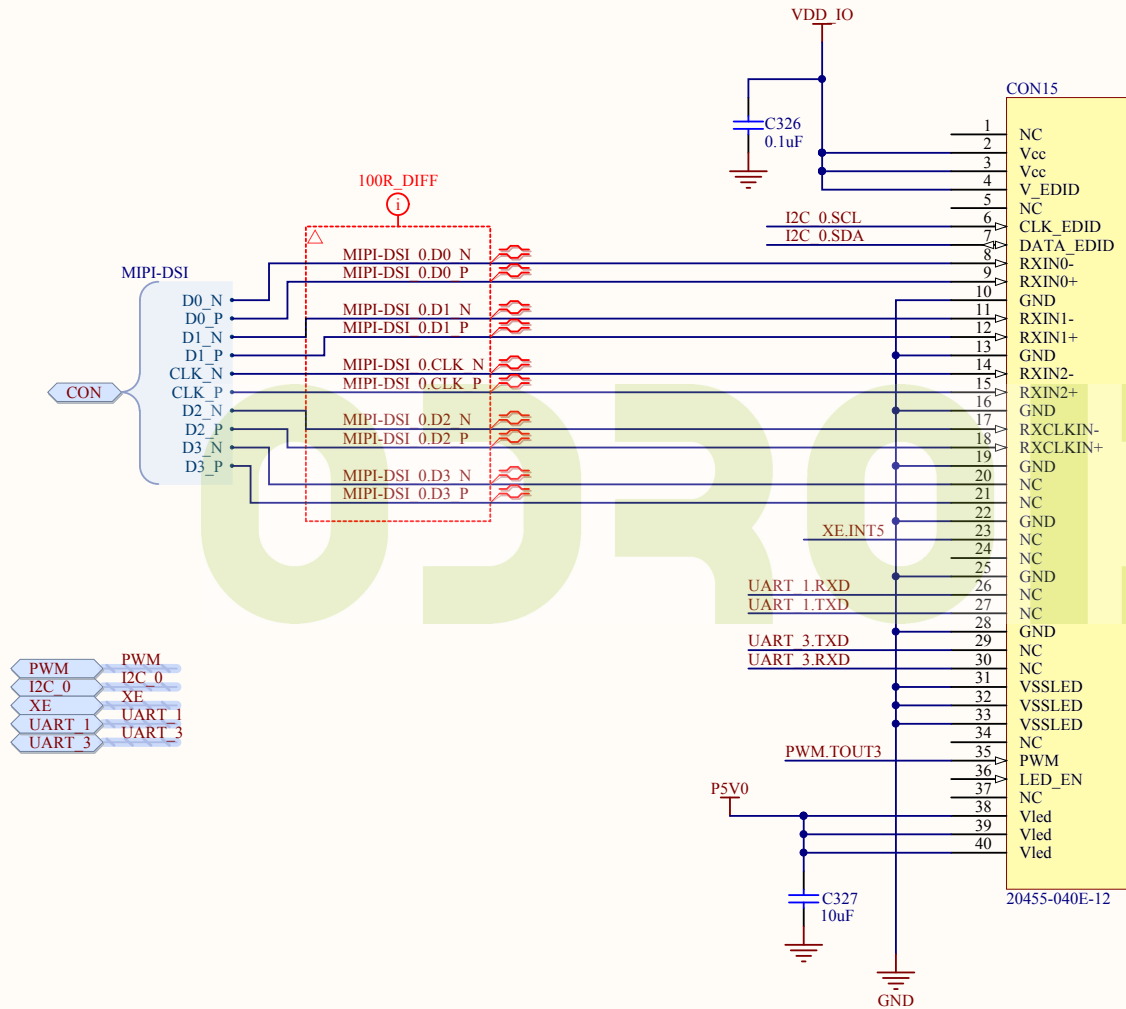 VDD_IO
CON15
C326
0.1uF
1 NC
2 Vcc
3 Vcc
4 V_EDID
5 NC
I2C_0.SCL 6 CLK_EDID
I2C_0.SDA 7 DATA_EDID
100R_DIFF
i
MIPI-DSI_0.D0_N 8 RXIN0-
MIPI-DSI_0.D0_P 9 RXIN0+
10 GND
MIPI-DSI_0.D1_N 11 RXIN1-
MIPI-DSI_0.D1_P 12 RXIN1+
13 GND
MIPI-DSI_0.CLK_N 14 RXIN2-
MIPI-DSI_0.CLK_P 15 RXIN2+
16 GND
MIPI-DSI_0.D2_N 17 RXCLKIN-
MIPI-DSI_0.D2_P 18 RXCLKIN+
19 GND
MIPI-DSI_0.D3_N 20 NC
MIPI-DSI_0.D3_P 21 NC
22 GND
XE.INT5 23 NC
24 NC
25 GND
UART_1.RXD 26 NC
UART_1.TXD 27 NC
28 GND
UART_3.TXD 29 NC
UART_3.RXD 30 NC
31 VSSLED
32 VSSLED
33 VSSLED
34 NC
PWM.TOUT3 35 PWM
36 LED_EN
37 NC
P5V0
38 Vled
39 Vled
40 Vled
20455-040E-12
C327
10uF
GND
MIPI-DSI
D0_N
D0_P
D1_N
D1_P
CLK_N
CLK_P
D2_N
D2_P
D3_N
D3_P
CON
PWM PWM
I2C_0 I2C_0
XE XE
UART_1 UART_1
UART_3 UART_3